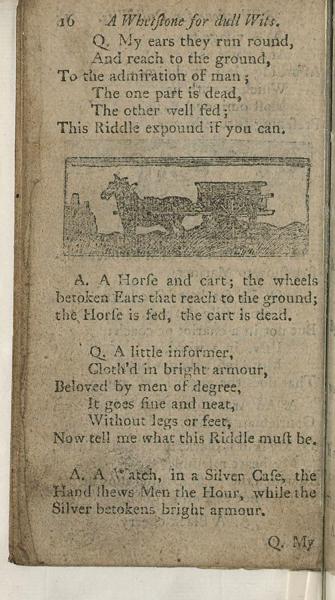 16 A Whetſtone for dull Wits.
Q. My ears they run round,
And reach to the ground,
To the admiration of man;
The one part is dead,
The other well fed;
This Riddle expound if you can.
A. A Horſe and cart; the wheels
betoken Ears that reach to the ground;
the Horſe is fed, the cart is dead.
Q. A little informer,
Cloth'd in bright armour,
Beloved by men of degree,
It goes fine and neat,
Without legs or feet,
Now tell me what this Riddle muſt be.
A. A Watch, in a Silver Caſe, the
Hand ſhews Men the Hour, while the
Silver betokens bright armour.
Q. My